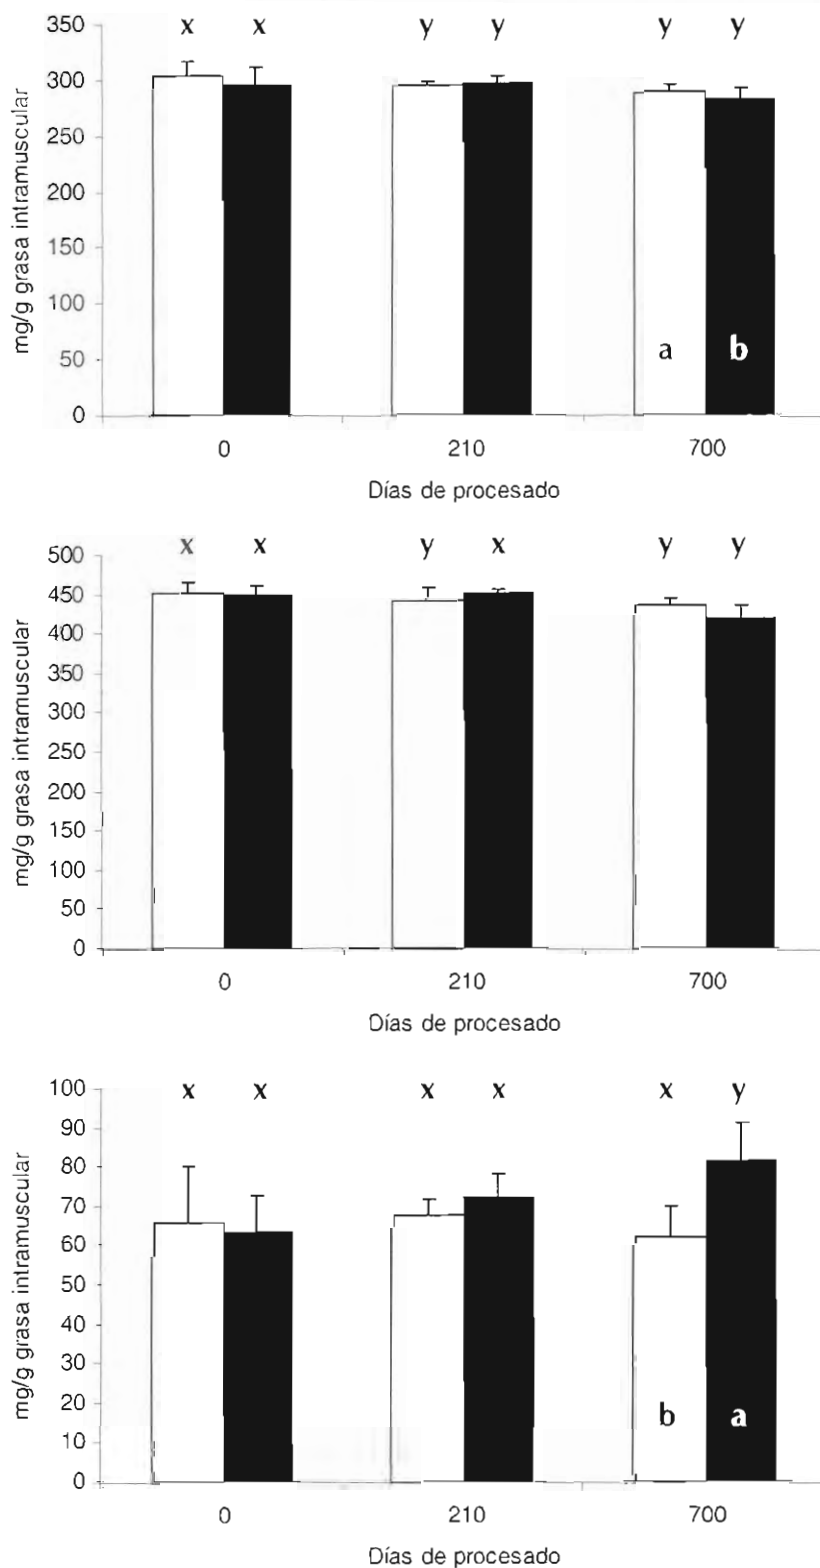 x x y y y y
350
300
250
200
150
100
50
0
mg/g grasa intramuscular
a b
0 210 700
Días de procesado
x x y x y y
500
450
400
350
300
250
200
150
100
50
0
mg/g grasa intramuscular
0 210 700
Días de procesado
x x x x x y
100
90
80
70
60
50
40
30
20
10
0
mg/g grasa intramuscular
b a
0 210 700
Días de procesado